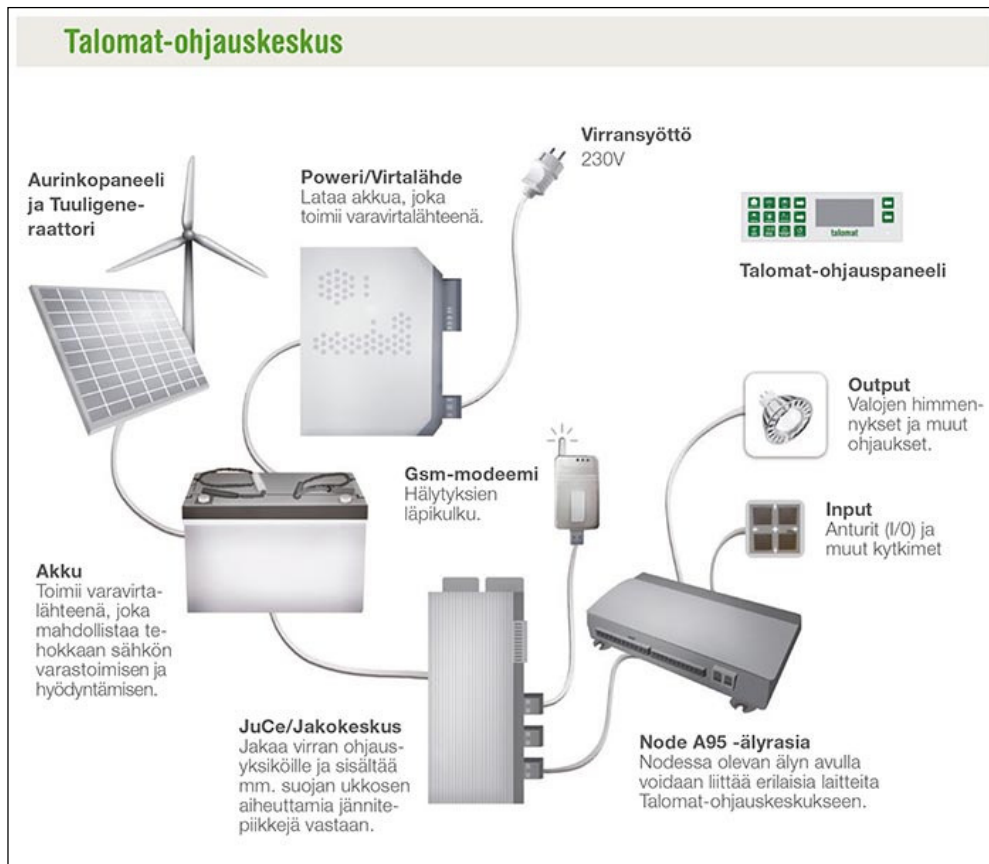 Talomat-ohjauskeskus
Aurinkopaneeli
ja Tuuligene-
raattori
Poweri/Virtalähde
Lataa akkua, joka
toimii varavirtalähteenä.
Virransyöttö
230V
talomat
Talomat-ohjauspaneeli
Output
Valojen himmen-
nykset ja muut
ohjaukset.
Gsm-modeemi
Hälytyksien
läpikulku.
Input
Anturit (I/0) ja
muut kytkimet
Akku
Toimii varavirta-
lähteenä, joka
mahdollistaa te-
hokkaan sähkön
varastoimisen ja
hyödyntämisen.
JuCe/Jakokeskus
Jakaa virran ohjaus-
yksiköille ja sisältää
mm. suojan ukkosen
aiheuttamia jännite-
piikkejä vastaan.
Node A95 -älyrasia
Nodessa olevan älyn avulla
voidaan liittää erilaisia laitteita
Talomat-ohjauskeskukseen.